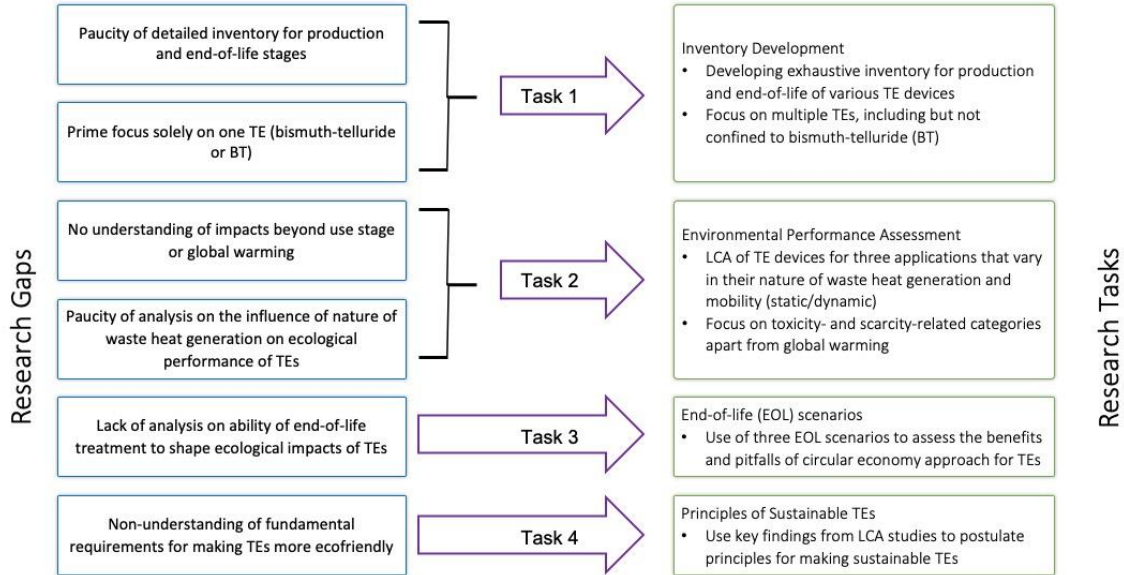 Research Gaps
Paucity of detailed inventory for production
and end-of-life stages
Prime focus solely on one TE (bismuth-telluride
or BT)
Task 1
Inventory Development
• Developing exhaustive inventory for production
and end-of-life of various TE devices
• Focus on multiple TEs, including but not
confined to bismuth-telluride (BT)
No understanding of impacts beyond use stage
or global warming
Paucity of analysis on the influence of nature of
waste heat generation on ecological
performance of TEs
Task 2
Environmental Performance Assessment
• LCA of TE devices for three applications that vary
in their nature of waste heat generation and
mobility (static/dynamic)
• Focus on toxicity- and scarcity-related categories
apart from global warming
Lack of analysis on ability of end-of-life
treatment to shape ecological impacts of TEs
Task 3
End-of-life (EOL) scenarios
• Use of three EOL scenarios to assess the benefits
and pitfalls of circular economy approach for TEs
Non-understanding of fundamental
requirements for making TEs more ecofriendly
Task 4
Principles of Sustainable TEs
• Use key findings from LCA studies to postulate
principles for making sustainable TEs
Research Tasks